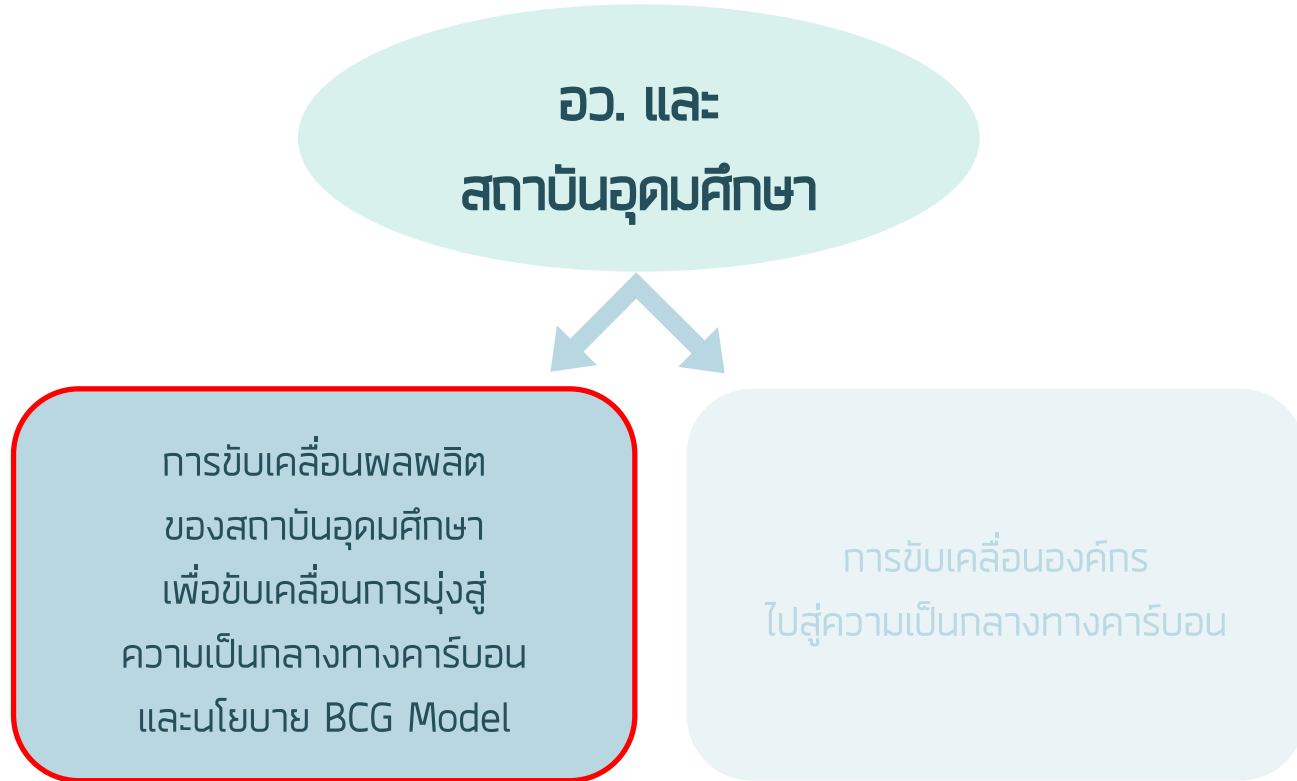 อว. และ
สถาบันอุดมศึกษา
การขับเคลื่อนผลผลิต
ของสถาบันอุดมศึกษา
เพื่อขับเคลื่อนการมุ่งสู่
ความเป็นกลางทางคาร์บอน
และนโยบาย BCG Model
การขับเคลื่อนองค์กร
ไปสู่ความเป็นกลางทางคาร์บอน